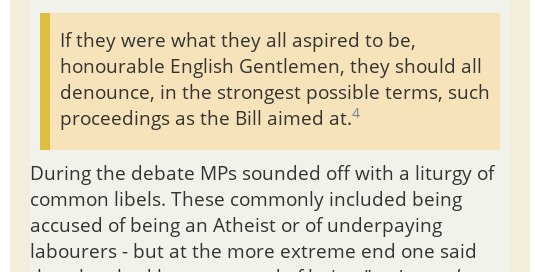 If they were what they all aspired to be,
honourable English Gentlemen, they should all
denounce, in the strongest possible terms, such
proceedings as the Bill aimed at.4
During the debate MPs sounded off with a liturgy of
common libels. These commonly included being
accused of being an Atheist or of underpaying
labourers - but at the more extreme end one said